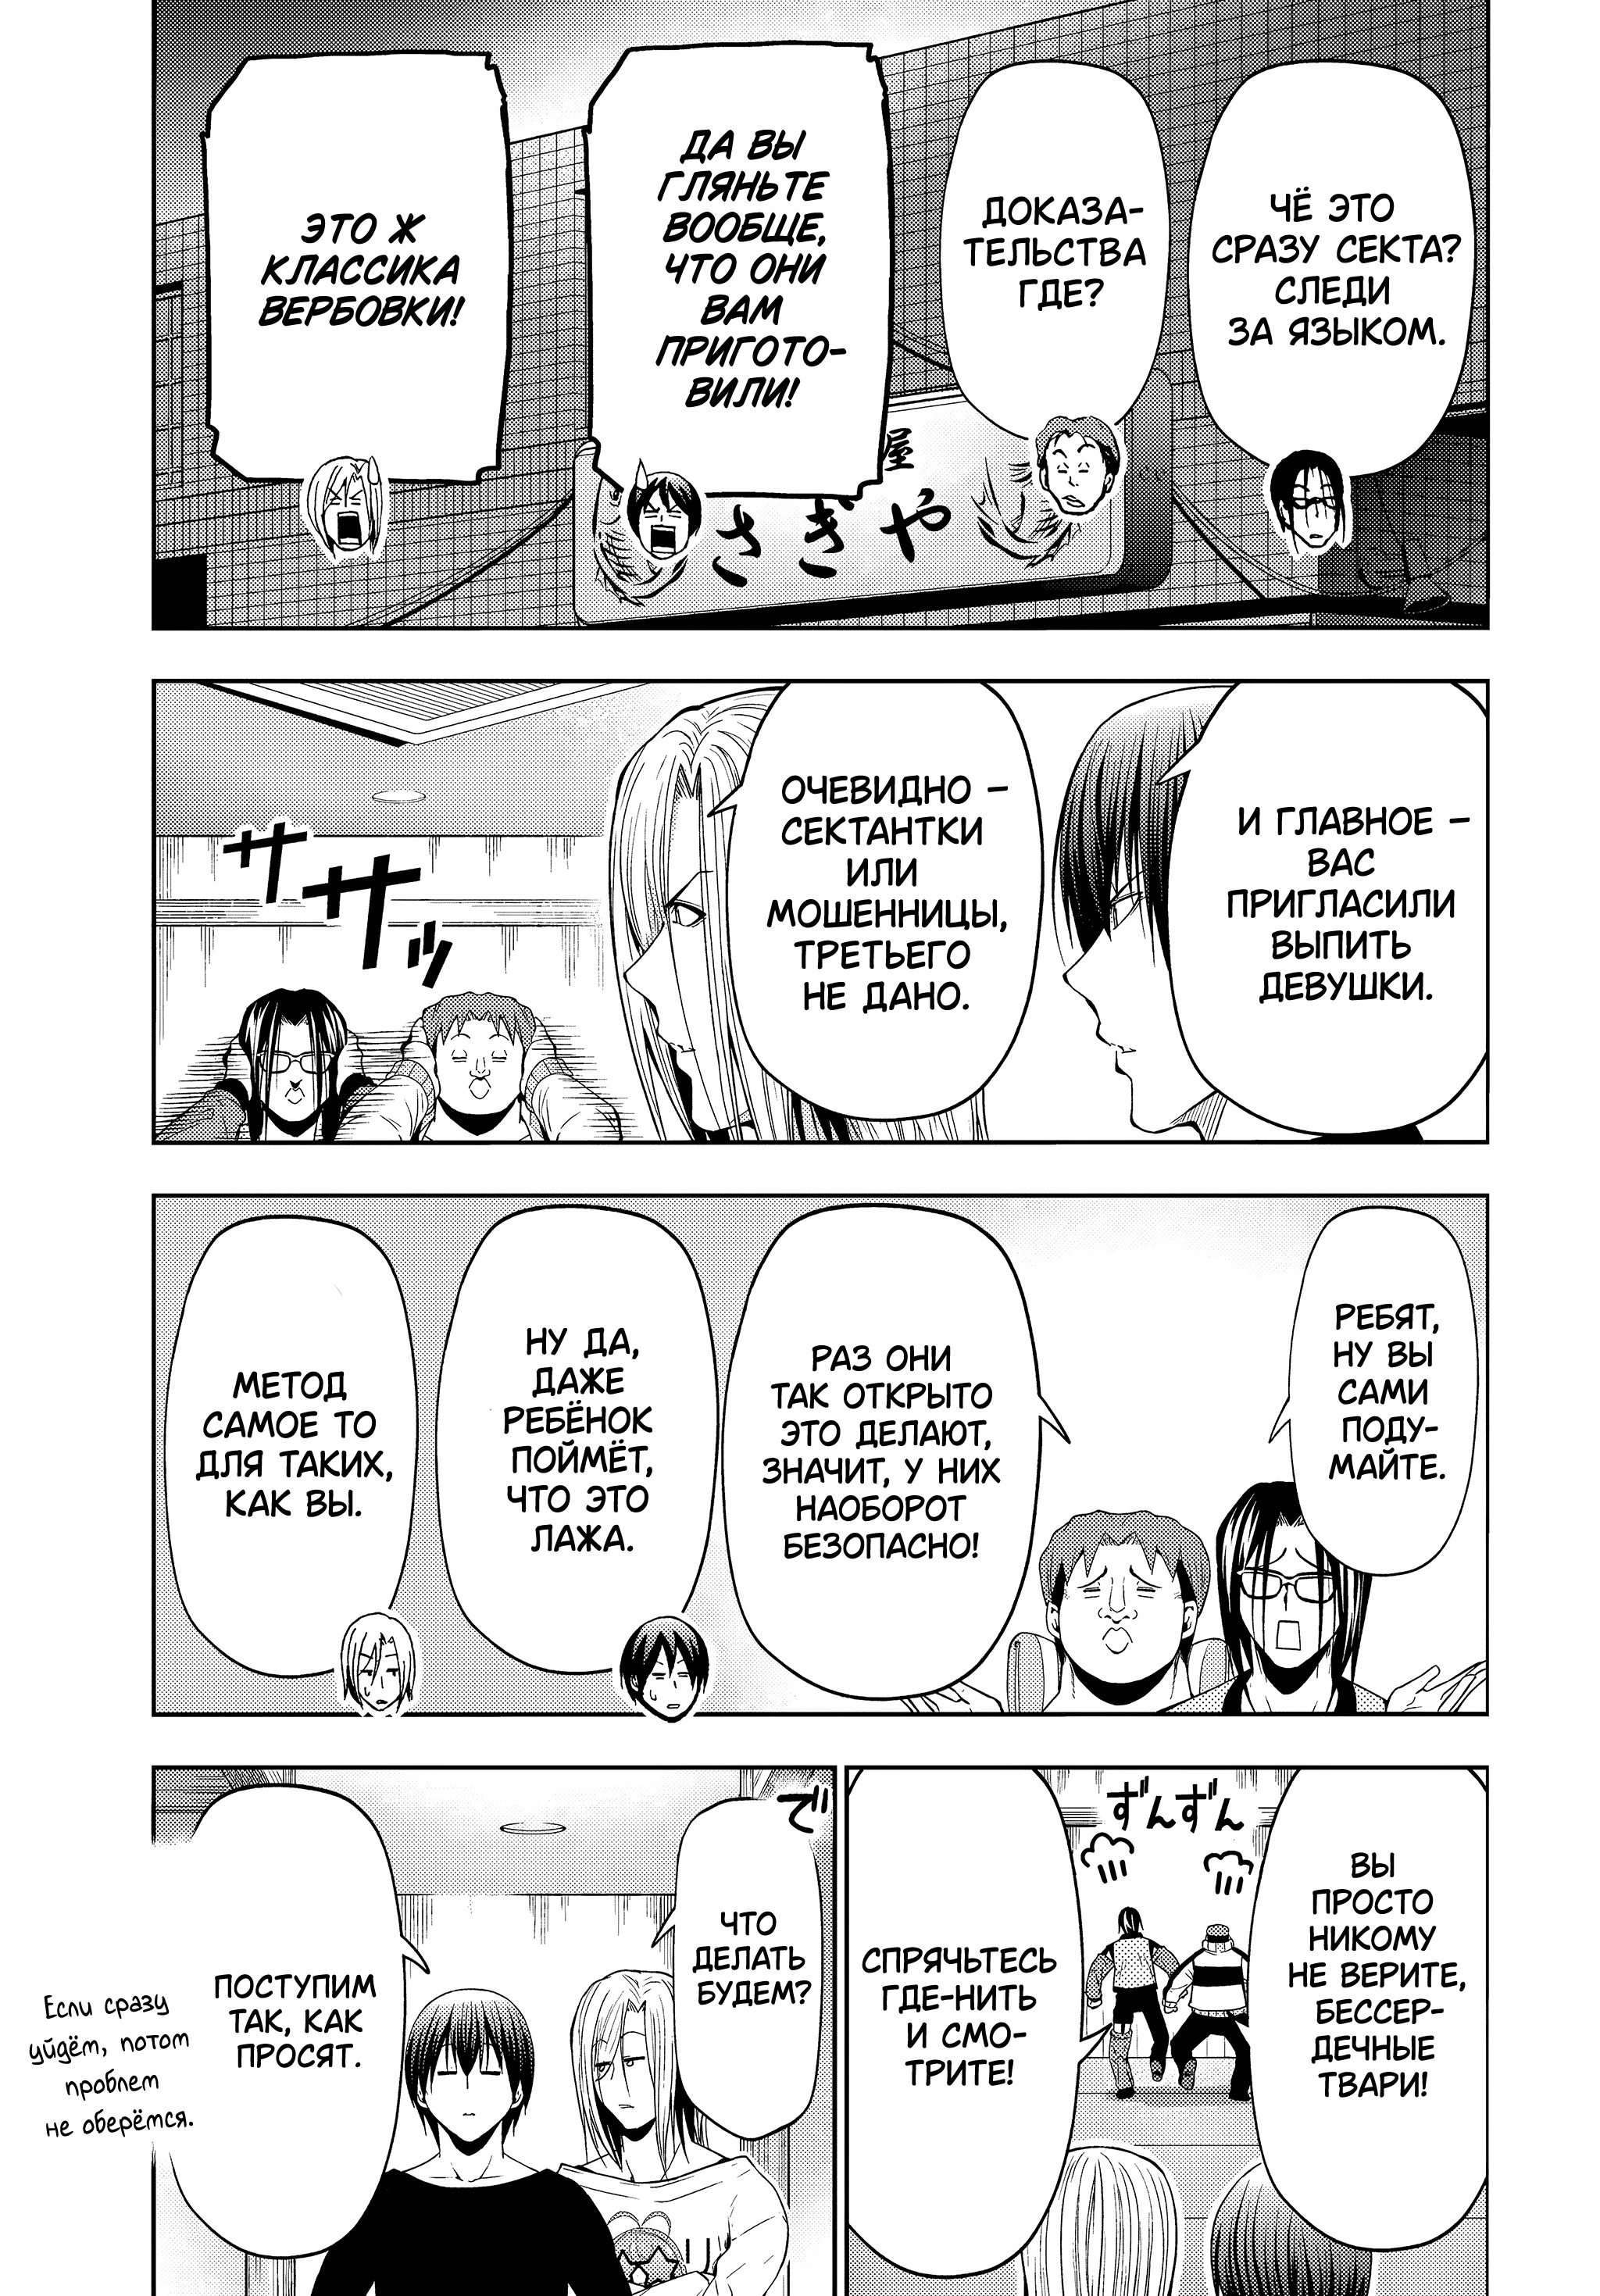 ЧЁ ЭТО
СРАЗУ СЕКТА?
СЛЕДИ
ЗА ЯЗЫКОМ.
ДОКАЗА-
ТЕЛЬСТВА
ГДЕ?
ДА ВЫ
ГЛЯНЬТЕ
ВООБЩЕ,
ЧТО ОНИ
ВАМ
ПРИГОТО-
ВИЛИ!
ЭТО Ж
КЛАССИКА
ВЕРБОВКИ!
屋
さぎや
И ГЛАВНОЕ –
ВАС
ПРИГЛАСИЛИ
ВЫПИТЬ
ДЕВУШКИ.
ОЧЕВИДНО –
СЕКТАНТКИ
ИЛИ
МОШЕННИЦЫ,
ТРЕТЬЕГО
НЕ ДАНО.
ササッ
РЕБЯТ,
НУ ВЫ
САМИ
ПОДУ-
МАЙТЕ.
РАЗ ОНИ
ТАК ОТКРЫТО
ЭТО ДЕЛАЮТ,
ЗНАЧИТ, У НИХ
НАОБОРОТ
БЕЗОПАСНО!
НУ ДА,
ДАЖЕ
РЕБЁНОК
ПОЙМЁТ,
ЧТО ЭТО
ЛАЖА.
МЕТОД
САМОЕ ТО
ДЛЯ ТАКИХ,
КАК ВЫ.
ВЫ
ПРОСТО
НИКОМУ
НЕ ВЕРИТЕ,
БЕССЕР-
ДЕЧНЫЕ
ТВАРИ!
ずんずん
СПРЯЧЬТЕСЬ
ГДЕ-НИТЬ
И СМО-
ТРИТЕ!
で
ЧТО
ДЕЛАТЬ
БУДЕМ?
ПОСТУПИМ
ТАК, КАК
ПРОСЯТ.
Если сразу
уйдём, потом
проблем
не оберёмся.